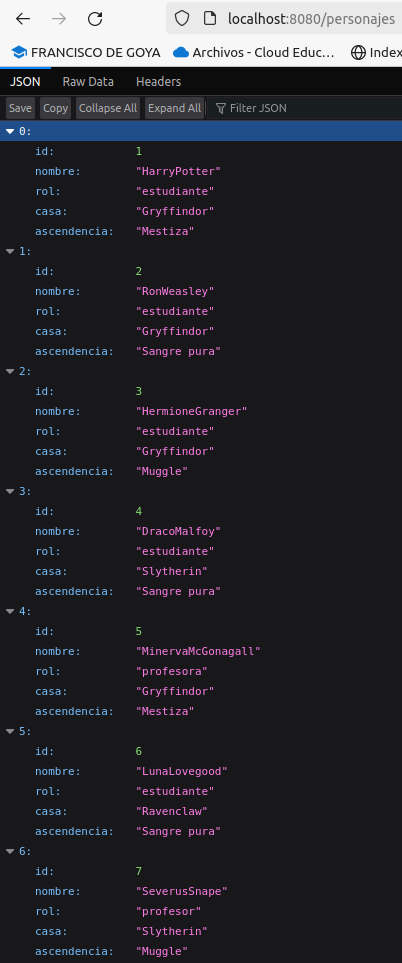 localhost:8080/personajes
FRANCISCO DE GOYA Archivos - Cloud Educ… Index
JSON Raw Data Headers
Save Copy Collapse All Expand All Filter JSON
0:
id: 1
nombre: "HarryPotter"
rol: "estudiante"
casa: "Gryffindor"
ascendencia: "Mestiza"
1:
id: 2
nombre: "RonWeasley"
rol: "estudiante"
casa: "Gryffindor"
ascendencia: "Sangre pura"
2:
id: 3
nombre: "HermioneGranger"
rol: "estudiante"
casa: "Gryffindor"
ascendencia: "Muggle"
3:
id: 4
nombre: "DracoMalfoy"
rol: "estudiante"
casa: "Slytherin"
ascendencia: "Sangre pura"
4:
id: 5
nombre: "MinervaMcGonagall"
rol: "profesora"
casa: "Gryffindor"
ascendencia: "Mestiza"
5:
id: 6
nombre: "LunaLovegood"
rol: "estudiante"
casa: "Ravenclaw"
ascendencia: "Sangre pura"
6:
id: 7
nombre: "SeverusSnape"
rol: "profesor"
casa: "Slytherin"
ascendencia: "Muggle"